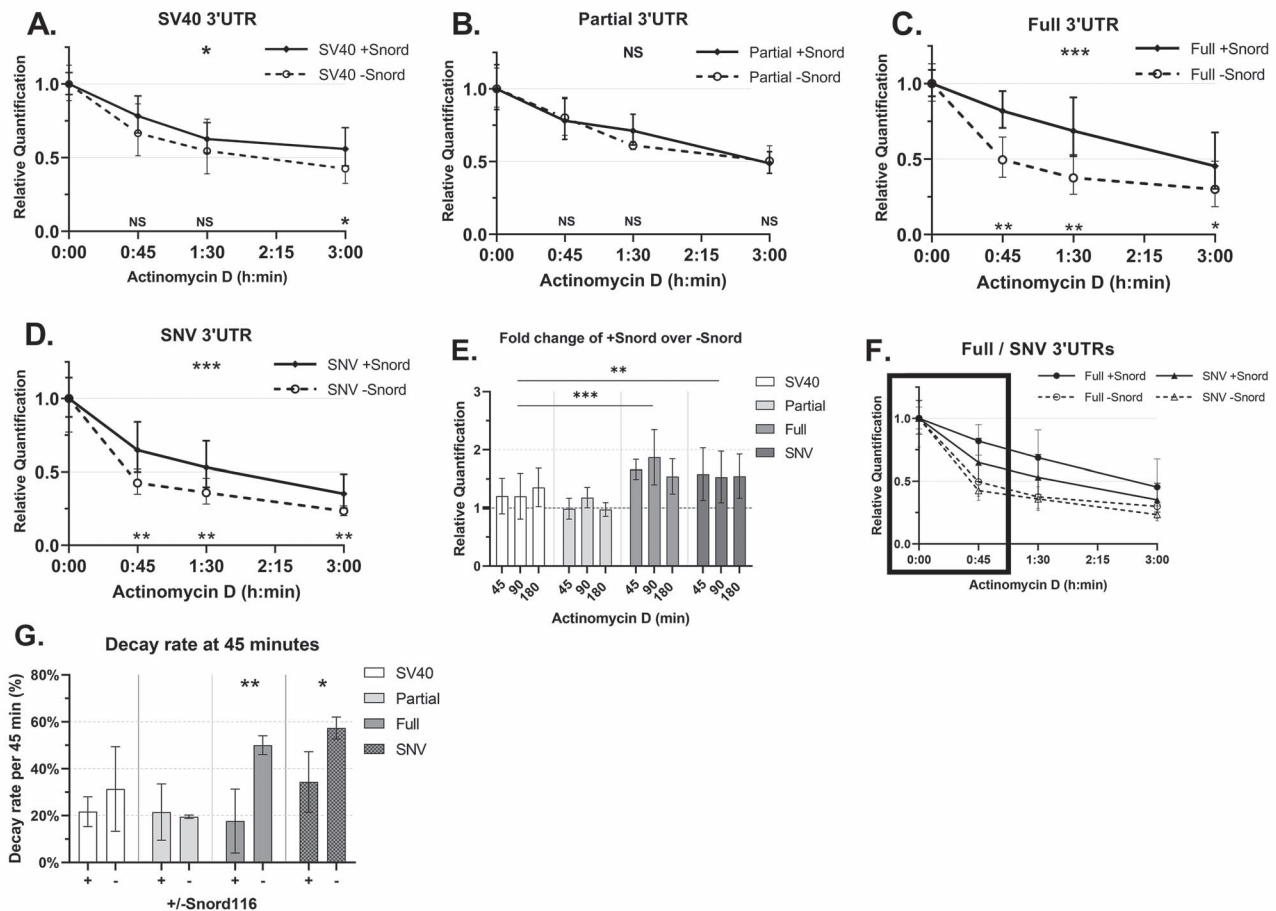 A.
SV40 3'UTR
*
SV40 +Snord
SV40 -Snord
Relative Quantification
1.0
0.5
0.0
NS
NS
*
0:00
0:45
1:30
2:15
3:00
Actinomycin D (h:min)
B.
Partial 3'UTR
NS
Partial +Snord
Partial -Snord
Relative Quantification
1.0
0.5
0.0
NS
NS
NS
0:00
0:45
1:30
2:15
3:00
Actinomycin D (h:min)
C.
Full 3'UTR
***
Full +Snord
Full -Snord
Relative Quantification
1.0
0.5
0.0
**
**
*
0:00
0:45
1:30
2:15
3:00
Actinomycin D (h:min)
D.
SNV 3'UTR
***
SNV +Snord
SNV -Snord
Relative Quantification
1.0
0.5
0.0
**
**
**
0:00
0:45
1:30
2:15
3:00
Actinomycin D (h:min)
E.
Fold change of +Snord over -Snord
**
***
SV40
Partial
Full
SNV
Relative Quantification
3
2
1
0
45
90
180
45
90
180
45
90
180
45
90
180
Actinomycin D (min)
F.
Full / SNV 3'UTRs
Full +Snord
SNV +Snord
Full -Snord
SNV -Snord
Relative Quantification
1.0
0.5
0.0
0:00
0:45
1:30
2:15
3:00
Actinomycin D (h:min)
G.
Decay rate at 45 minutes
Decay rate per 45 min (%)
80%
60%
40%
20%
0%
**
*
SV40
Partial
Full
SNV
+ - + - + - + -
+/-Snord116